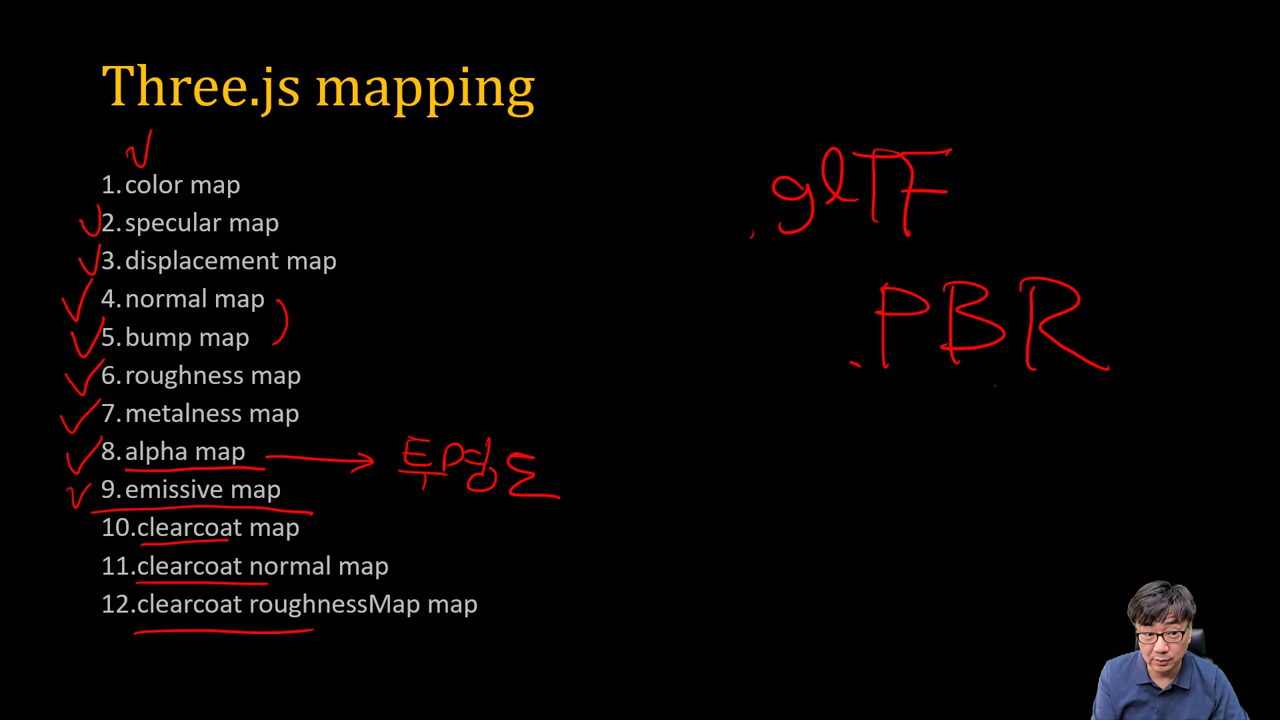 Three.js mapping
1.color map
2.specular map
3.displacement map
4.normal map
5.bump map
6.roughness map
7.metalness map
8.alpha map
투명도
9.emissive map
10.clearcoat map
11.clearcoat normal map
12.clearcoat roughnessMap map
glTF
PBR